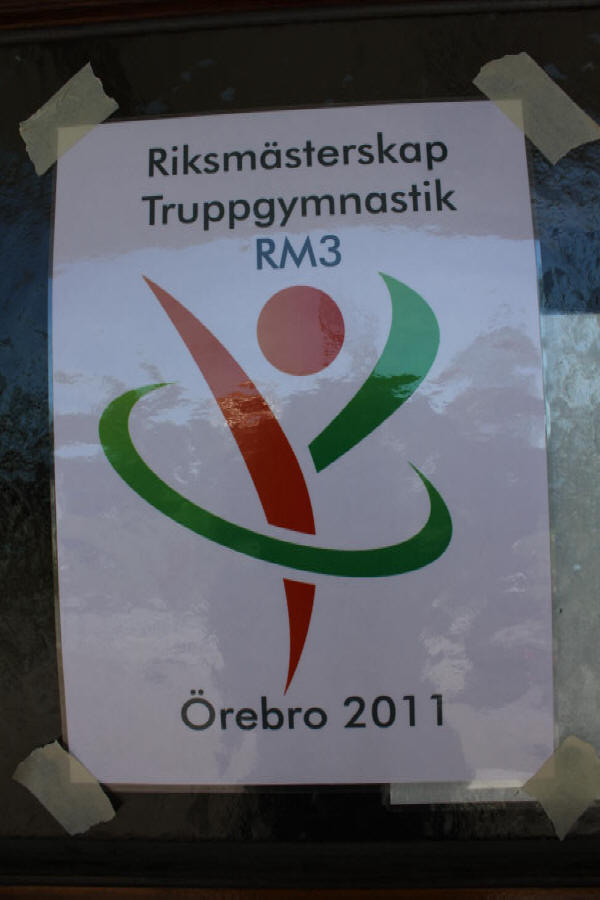 Riksmästerskap
Truppgymnastik
RM3
Örebro 2011